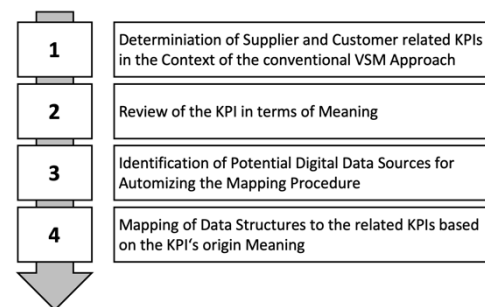 1
Determiniation of Supplier and Customer related KPIs
in the Context of the conventional VSM Approach
2
Review of the KPI in terms of Meaning
3
Identification of Potential Digital Data Sources for
Automizing the Mapping Procedure
4
Mapping of Data Structures to the related KPIs based
on the KPI‘s origin Meaning